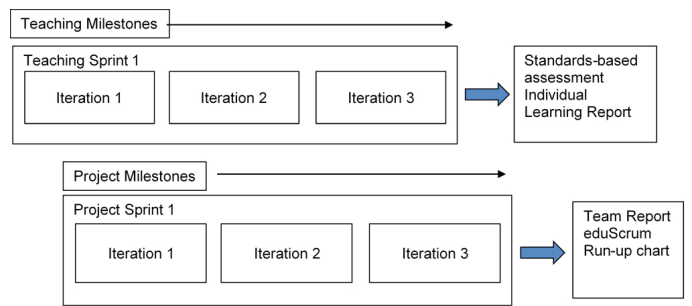 Teaching Milestones
Teaching Sprint 1
Iteration 1
Iteration 2
Iteration 3
Standards-based
assessment
Individual
Learning Report
Project Milestones
Project Sprint 1
Iteration 1
Iteration 2
Iteration 3
Team Report
eduScrum
Run-up chart